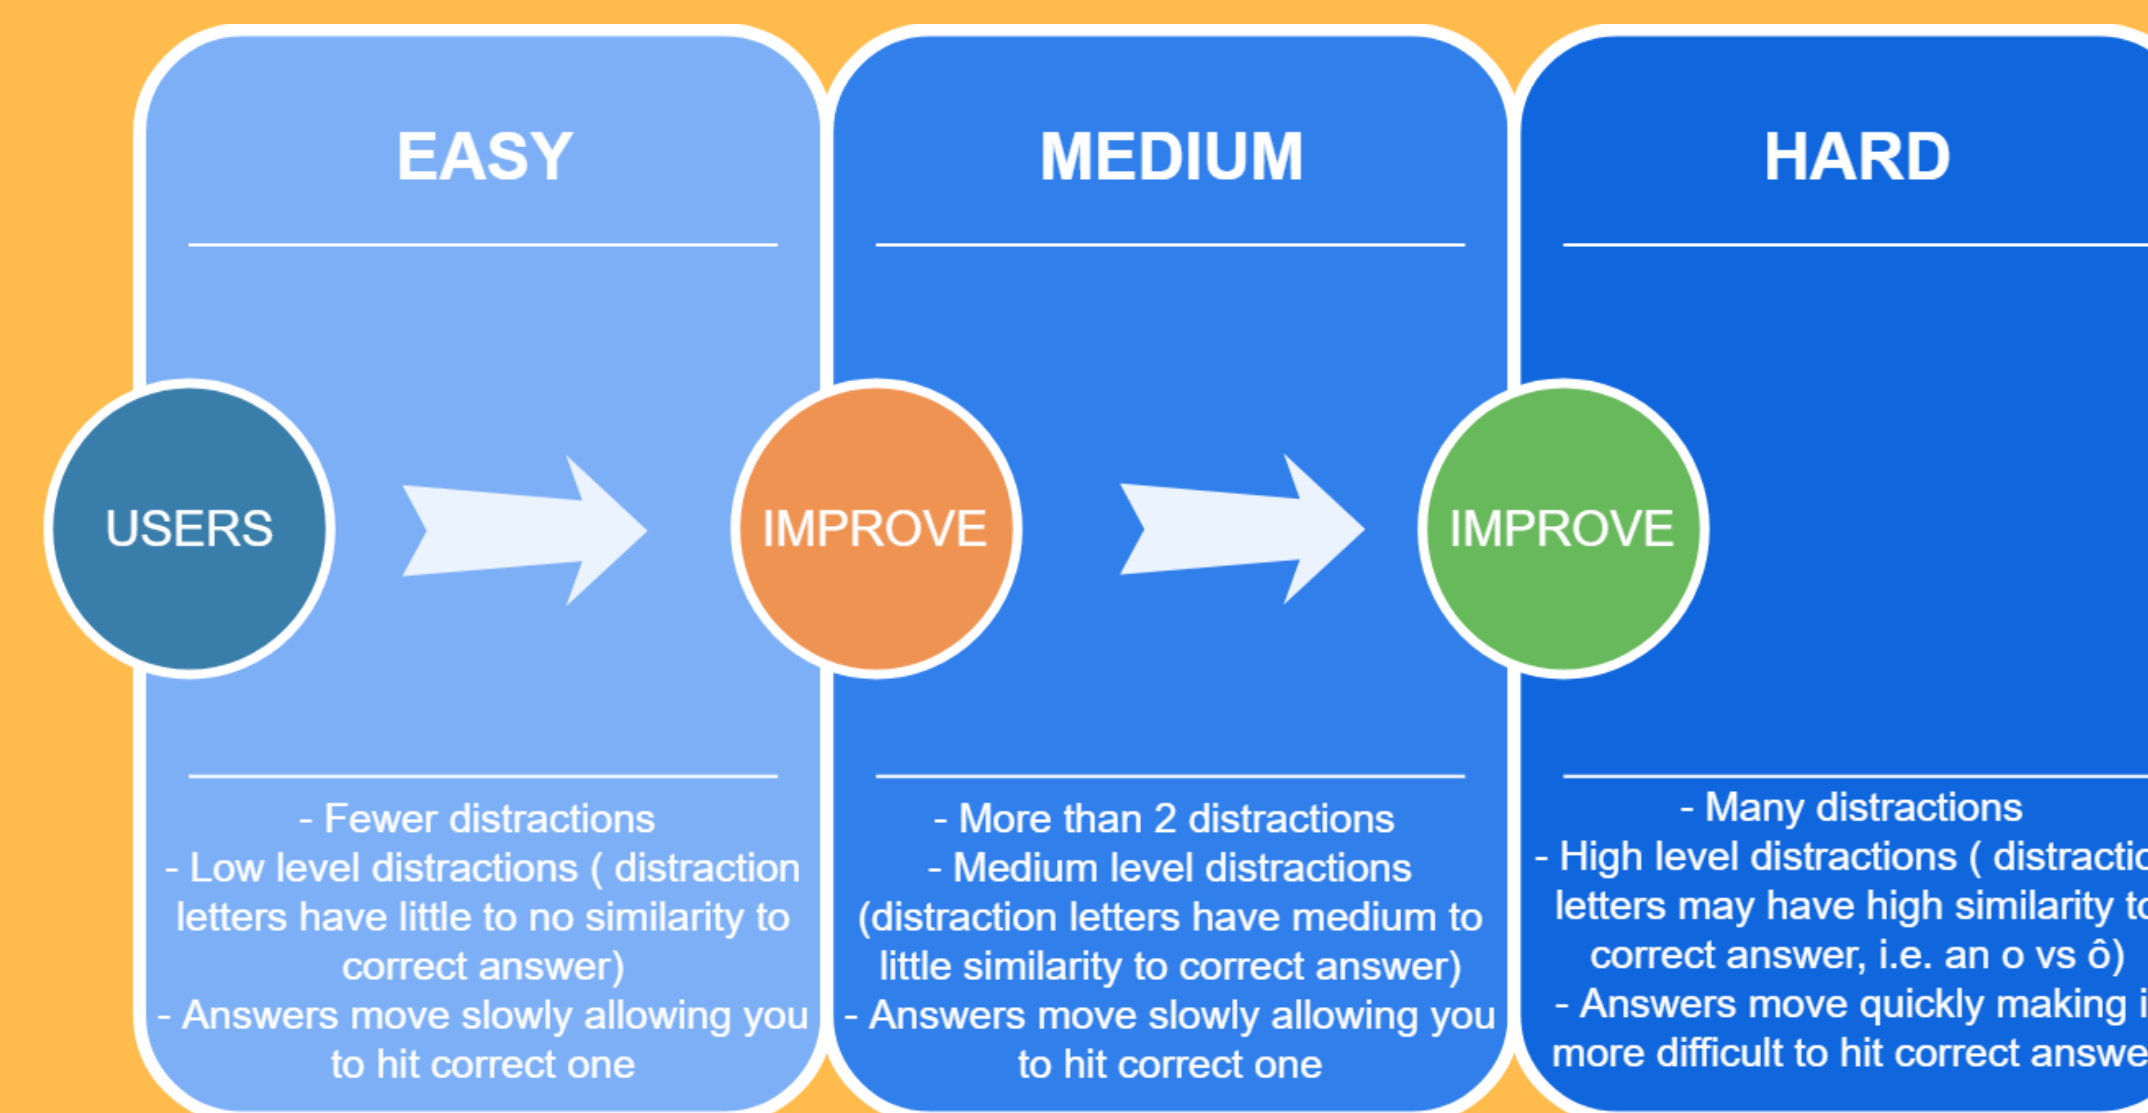 EASY
MEDIUM
HARD
USERS
IMPROVE
IMPROVE
- Fewer distractions
- Low level distractions ( distraction
letters have little to no similarity to
correct answer)
- Answers move slowly allowing you
to hit correct one
- More than 2 distractions
- Medium level distractions
(distraction letters have medium to
little similarity to correct answer)
- Answers move slowly allowing you
to hit correct one
- Many distractions
- High level distractions (
letters may have high similarity to
correct answer, i.e. an o vs ô)
- Answers move quickly making
more difficult to hit correct